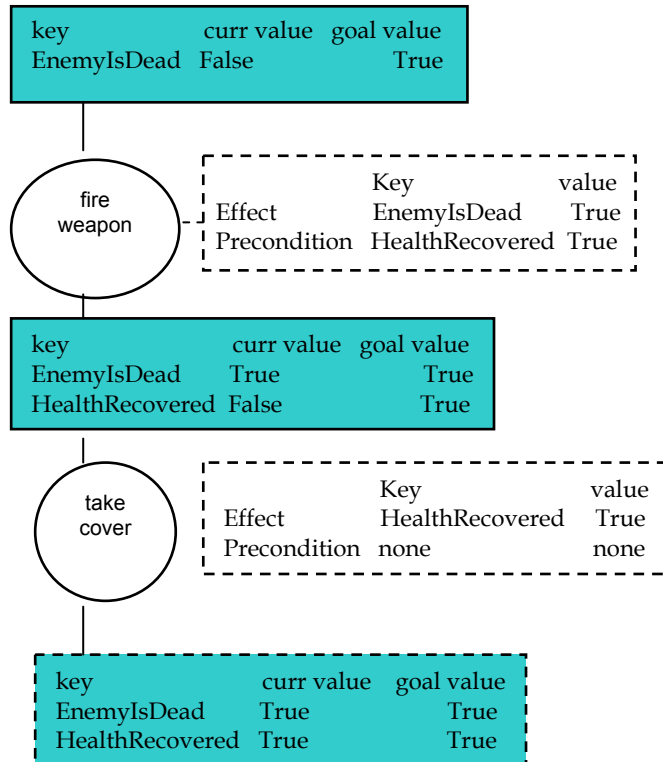 key curr value goal value
EnemyIsDead False True
fire
weapon
Key value
Effect EnemyIsDead True
Precondition HealthRecovered True
key curr value goal value
EnemyIsDead True True
HealthRecovered False True
take
cover
Key value
Effect HealthRecovered True
Precondition none none
key curr value goal value
EnemyIsDead True True
HealthRecovered True True